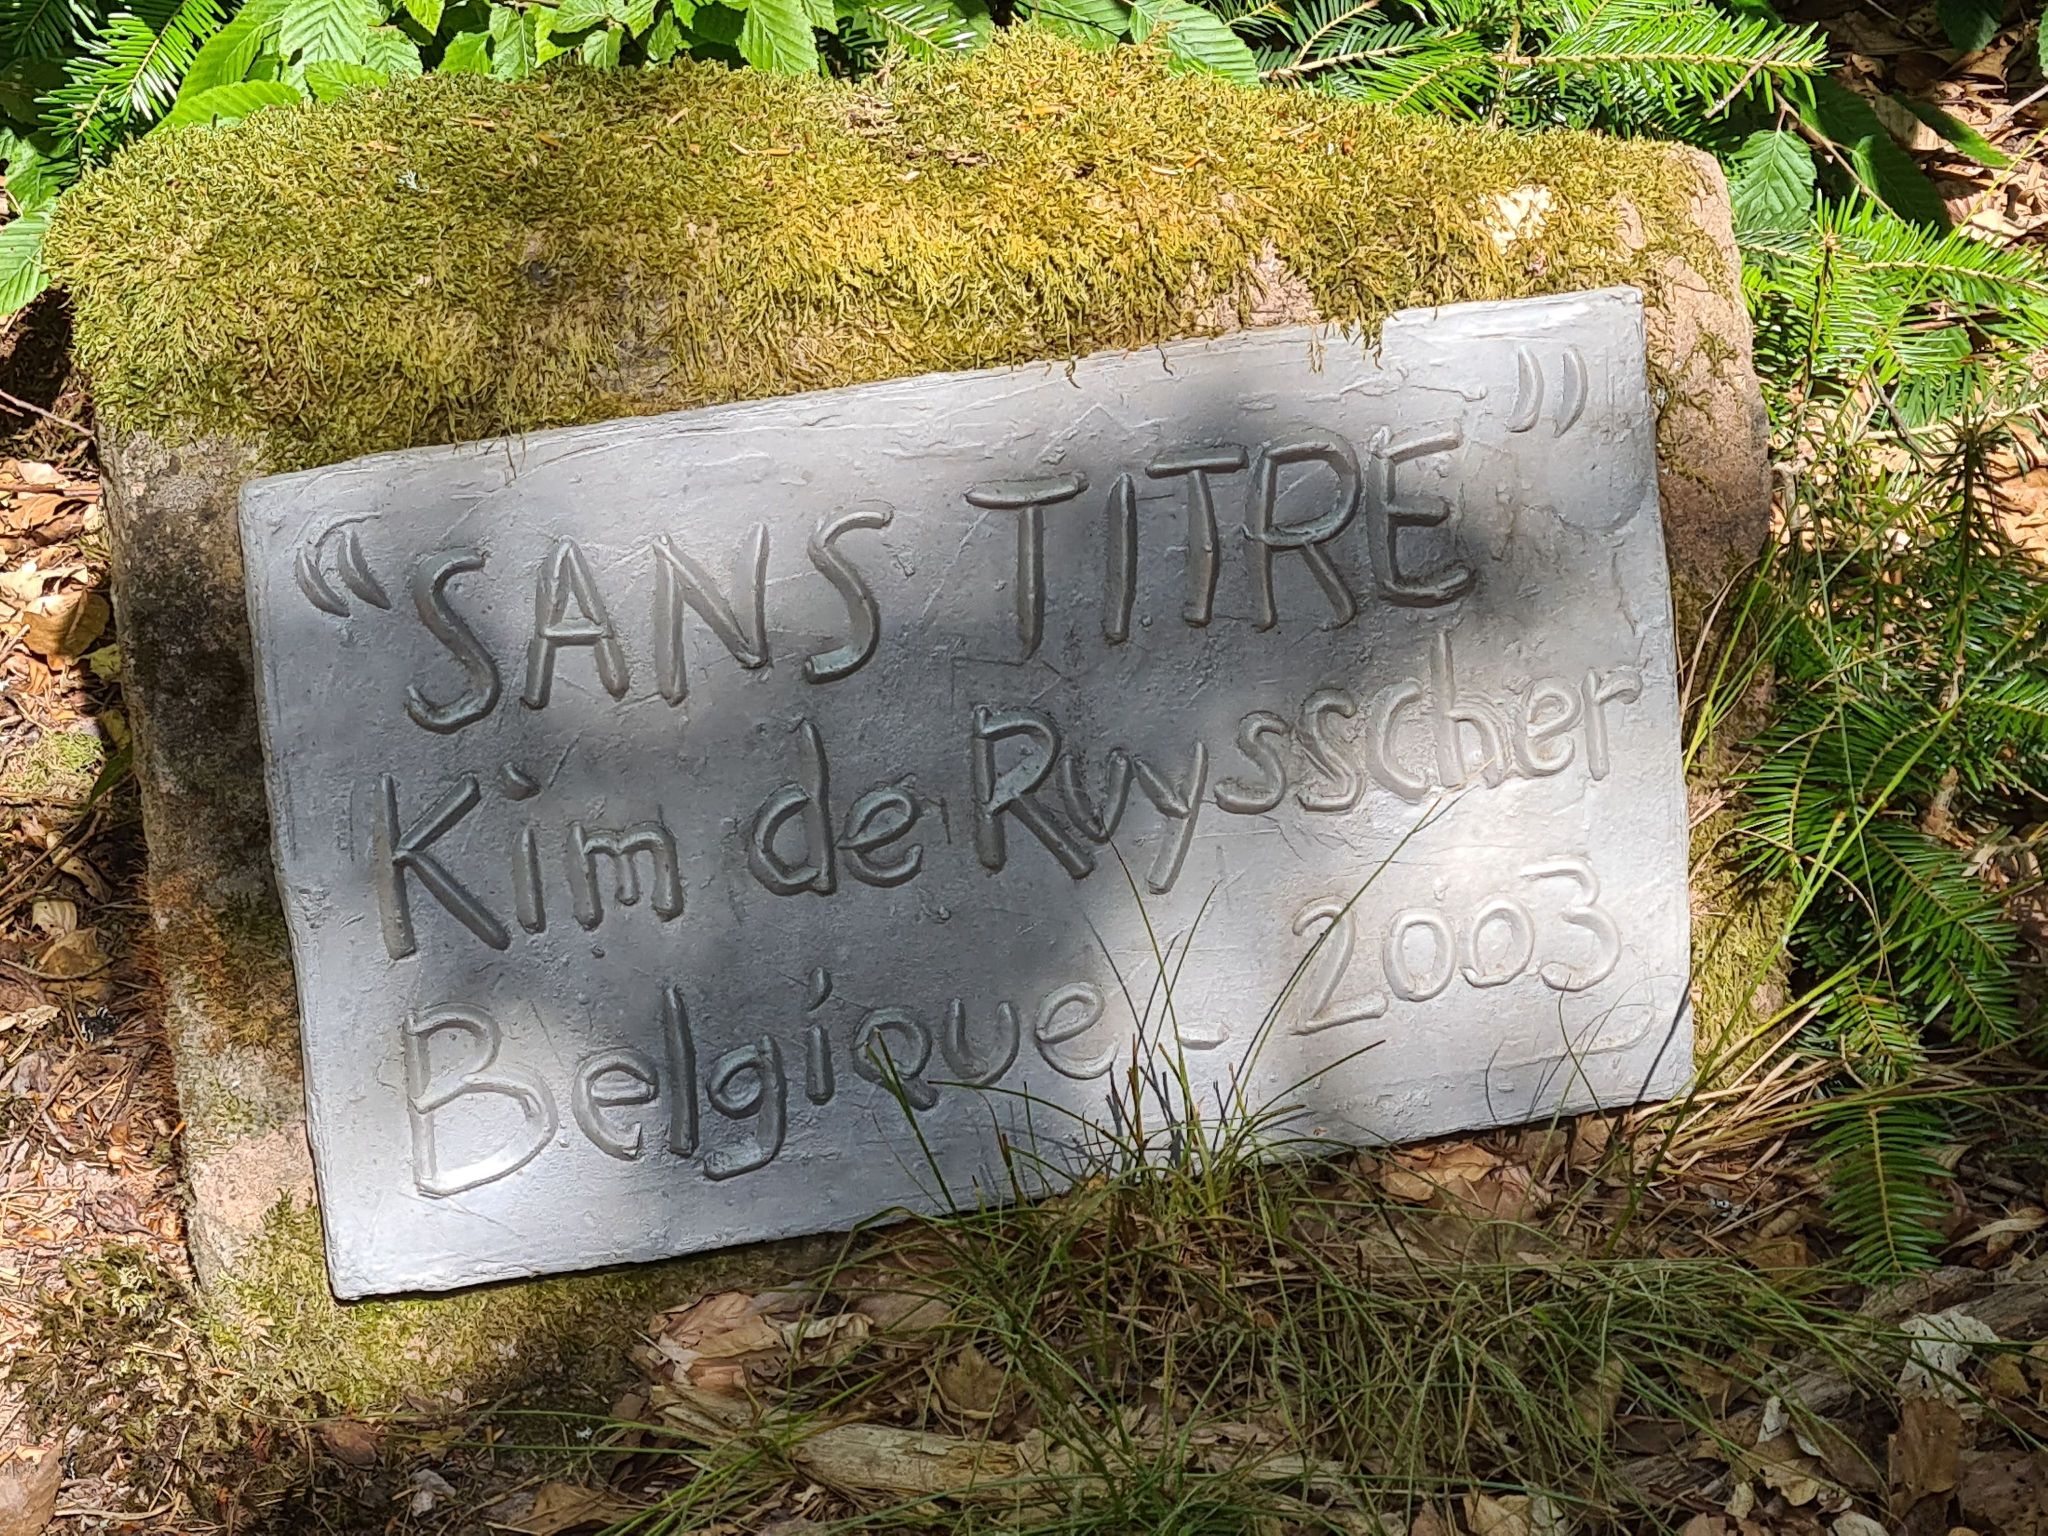 "SANS TITRE"
Kim de Ruysscher
Belgique - 2003